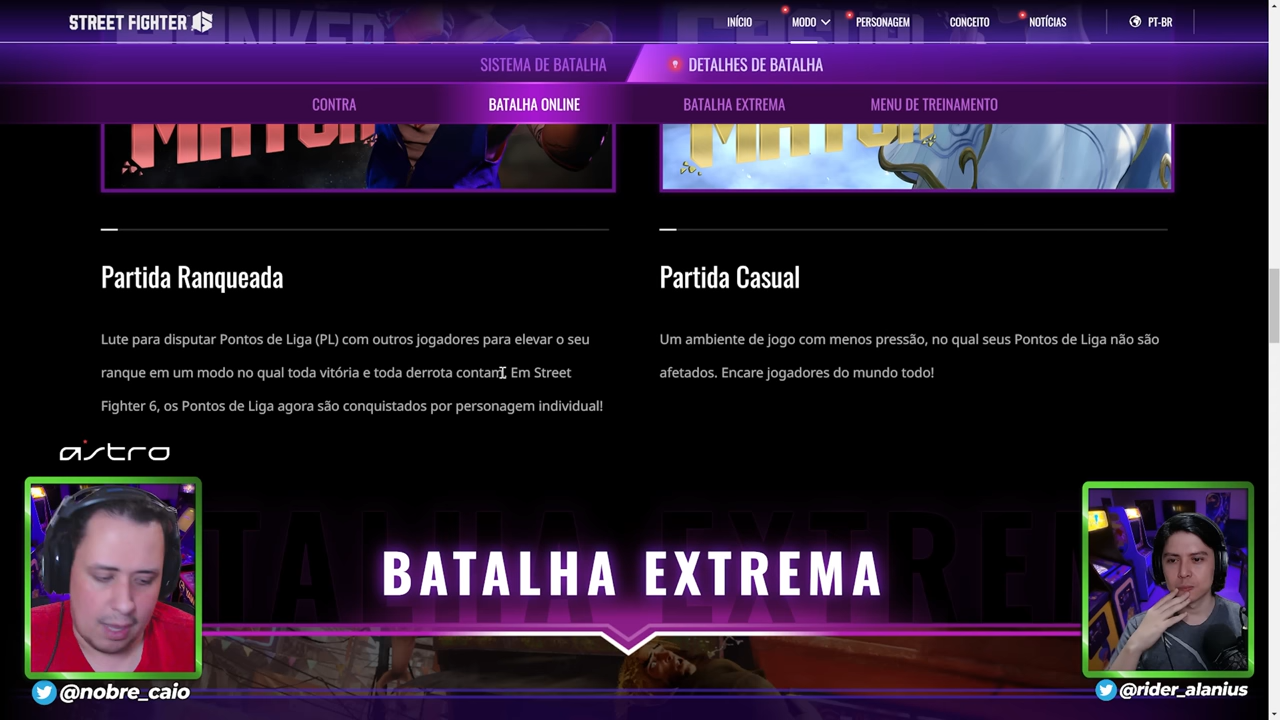 STREET FIGHTER 6
INÍCIO
MODO
PERSONAGEM
CONCEITO
NOTÍCIAS
PT-BR
SISTEMA DE BATALHA
DETALHES DE BATALHA
CONTRA
BATALHA ONLINE
BATALHA EXTREMA
MENU DE TREINAMENTO
MATCH
MATCH
Partida Ranqueada
Lute para disputar Pontos de Liga (PL) com outros jogadores para elevar o seu
ranque em um modo no qual toda vitória e toda derrota contam. Em Street
Fighter 6, os Pontos de Liga agora são conquistados por personagem individual!
Partida Casual
Um ambiente de jogo com menos pressão, no qual seus Pontos de Liga não são
afetados. Encare jogadores do mundo todo!
astro
BATALHA EXTREMA
@nobre_caio
@rider_alanius